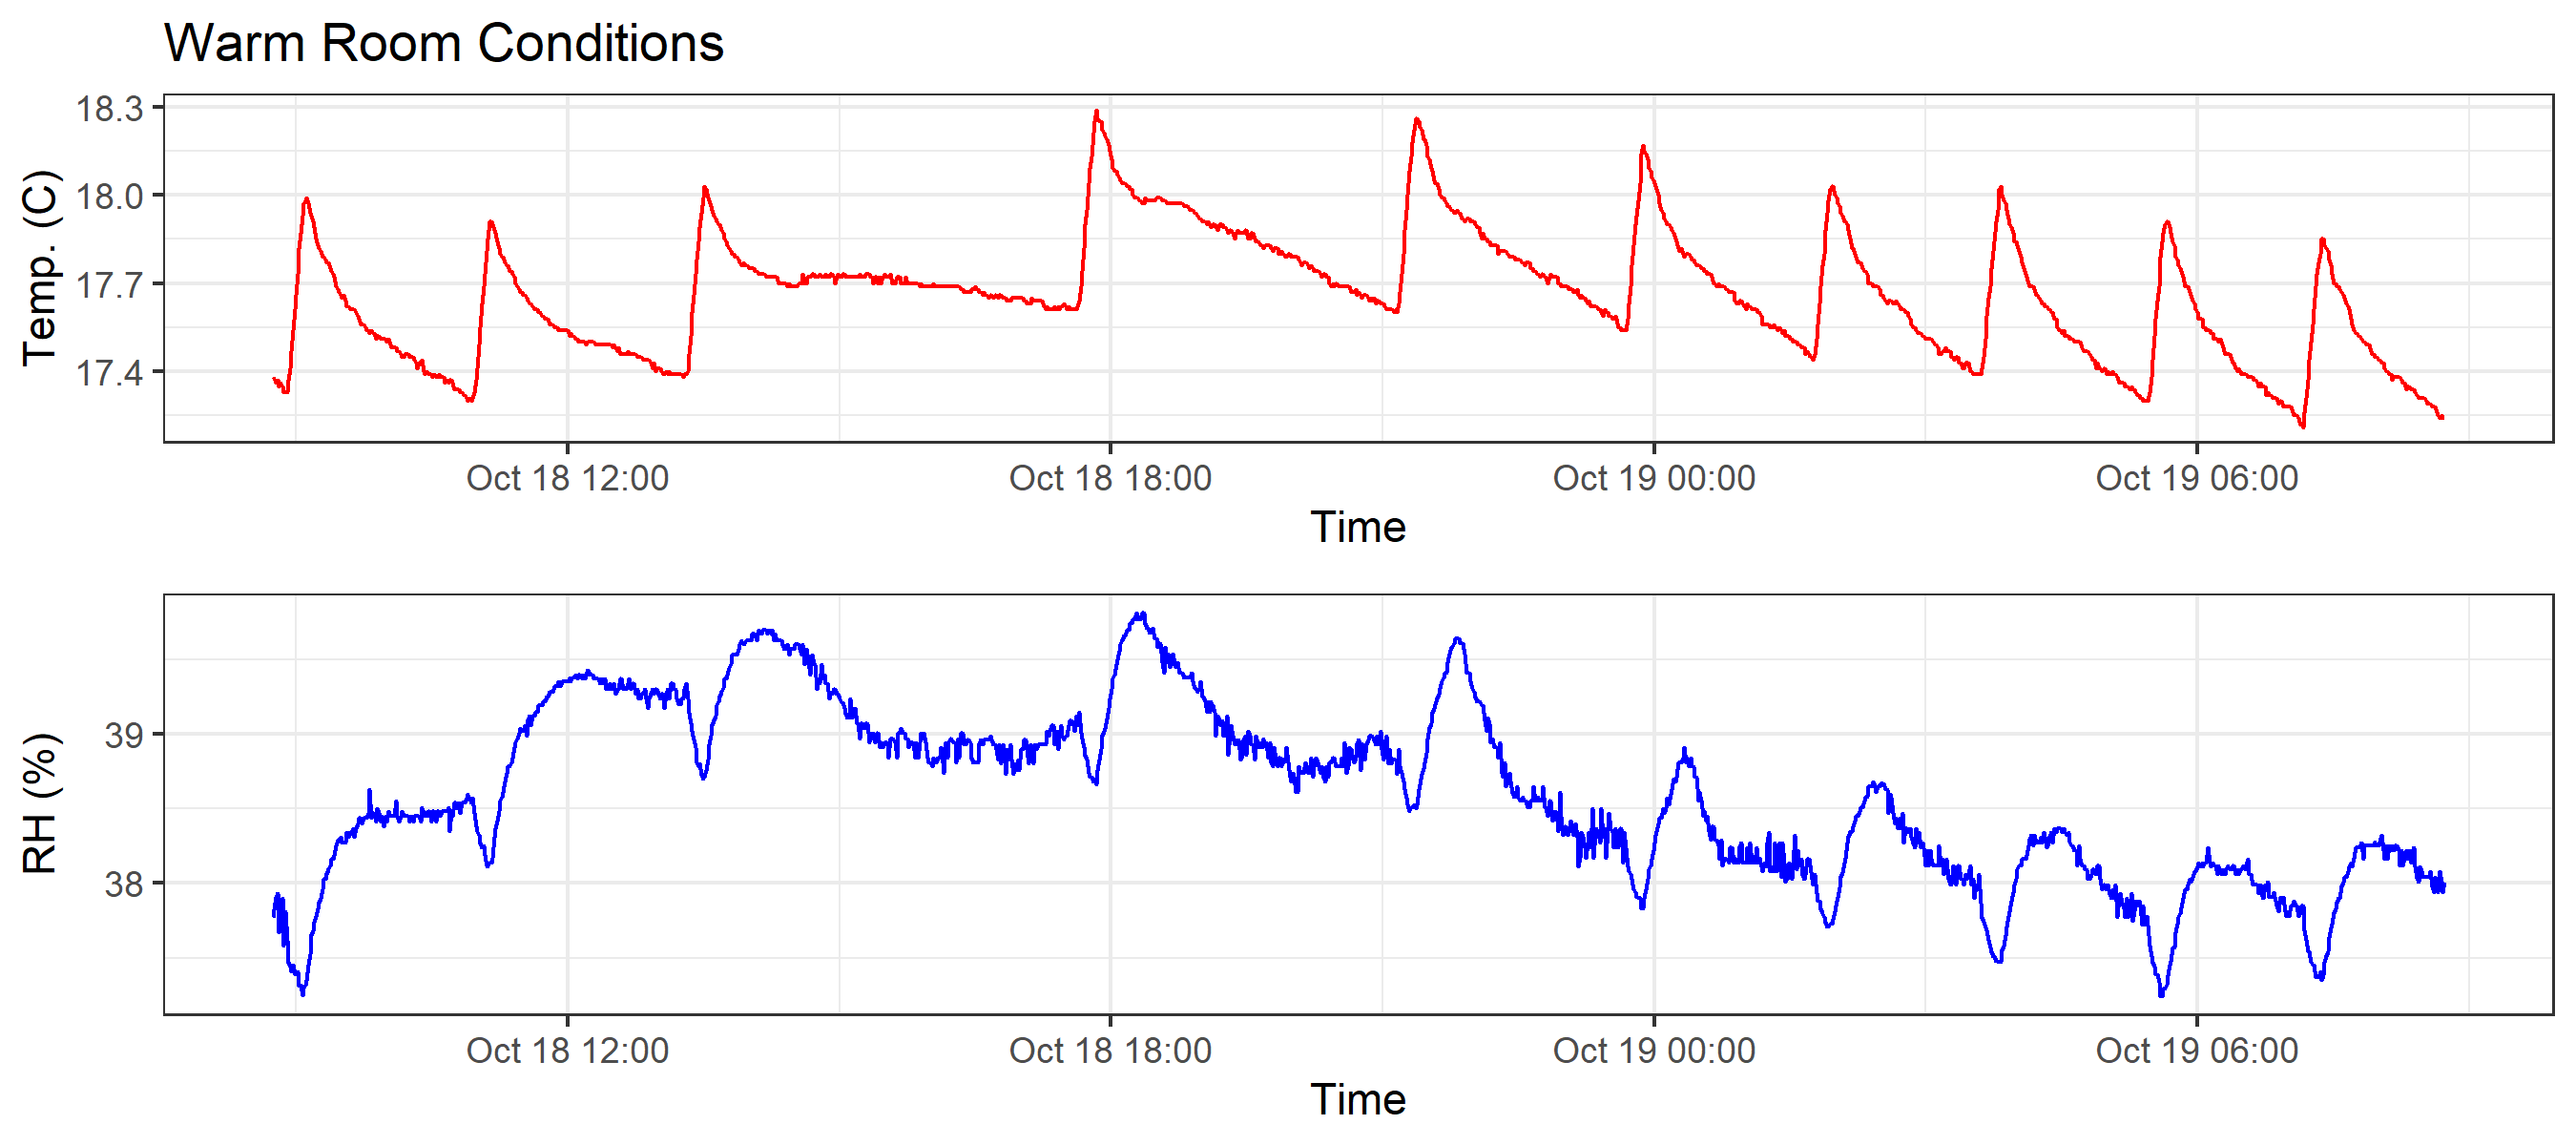 Warm Room Conditions
18.3
18.0
17.7
17.4
Temp. (C)
Oct 18 12:00 Oct 18 18:00 Oct 19 00:00 Oct 19 06:00
Time
39
38
RH (%)
Oct 18 12:00 Oct 18 18:00 Oct 19 00:00 Oct 19 06:00
Time